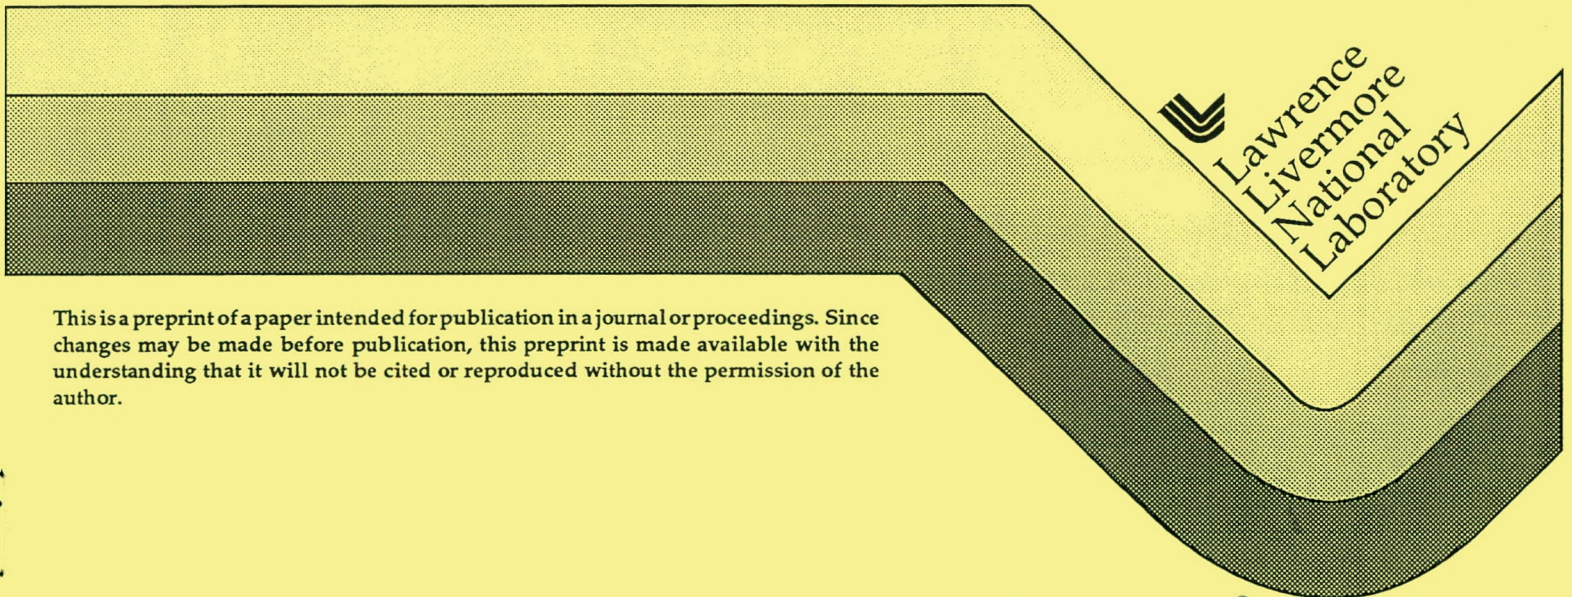 Lawrence
Livermore
National
Laboratory
This is a preprint of a paper intended for publication in a journal or proceedings. Since
changes may be made before publication, this preprint is made available with the
understanding that it will not be cited or reproduced without the permission of the
author.